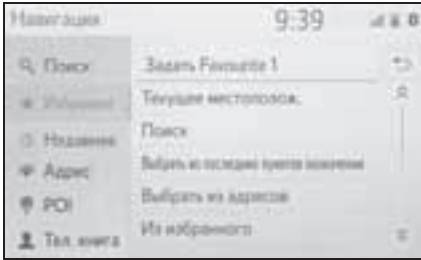 Навигация 9:39
Поиск
Задать Favourite 1
Избранное
Текущее местополож.
Недавние
Поиск
Адрес
Выбрать из последних пунктов назначения
POI
Выбрать из адресов
Тел. книга
Из избранного